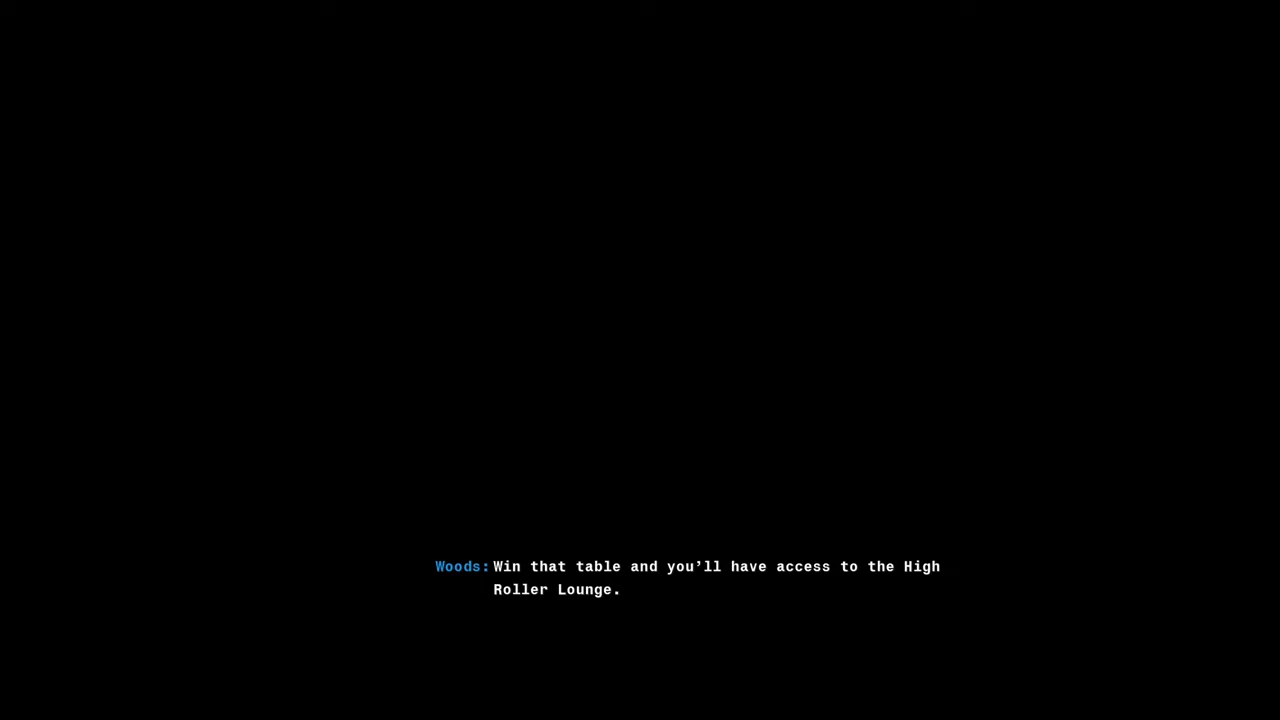 Woods: Win that table and you’ll have access to the High
Roller Lounge.